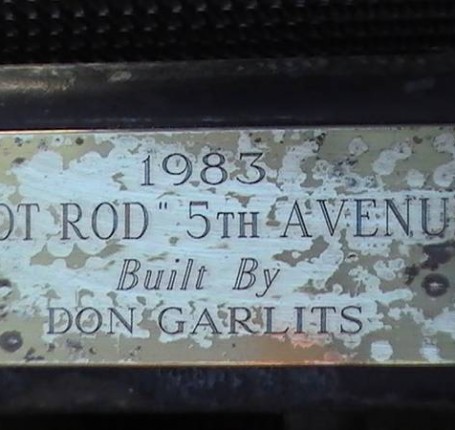 1983
OT ROD" 5TH AVENU
Built By
DON GARLITS